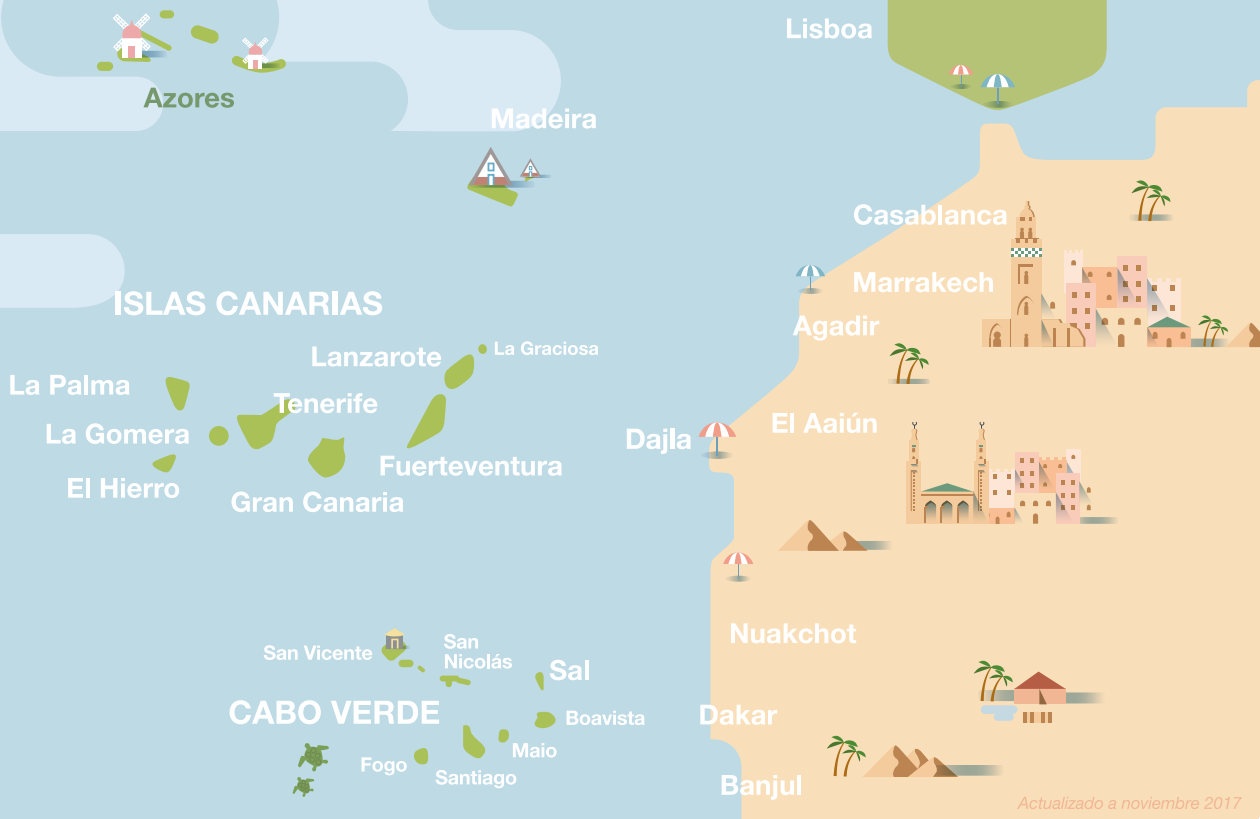 Lisboa
Azores
Madeira
Casablanca
Marrakech
ISLAS CANARIAS
Agadir
La Graciosa
Lanzarote
La Palma
Tenerife
El Aaiún
La Gomera
Dajla
Fuerteventura
El Hierro
Gran Canaria
Nuakchot
San
Nicolás
San Vicente
Sal
CABO VERDE
Boavista
Dakar
Maio
Fogo
Santiago
Banjul
Actualizado a noviembre 2017